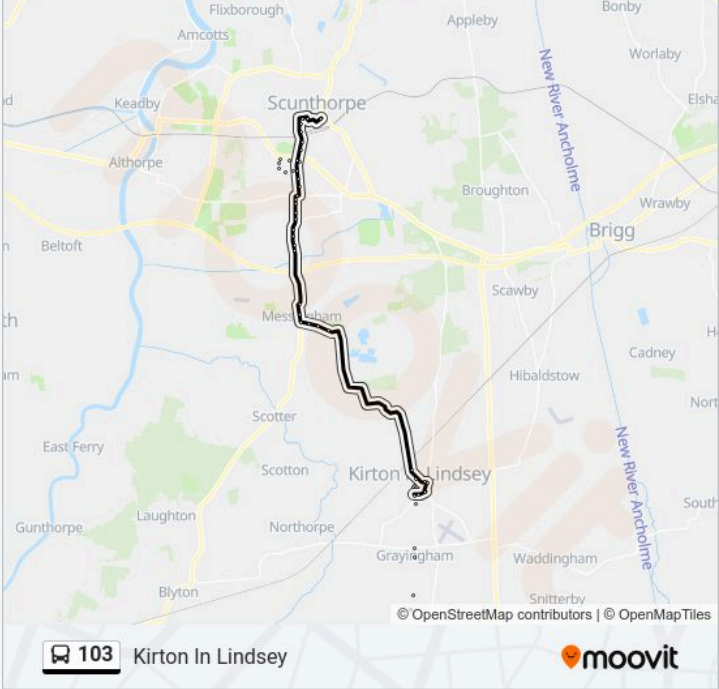 Flixborough
Bonby
Appleby
Amcotts
Worlaby
Keadby
Scunthorpe
Elsha
New River Ancholme
Althorpe
Broughton
Wrawby
Brigg
Beltoft
Scawby
Messingham
Cadney
Hibaldstow
Scotter
East Ferry
New River Ancholme
Kirton In Lindsey
Scotton
South
Laughton
Gunthorpe
Northorpe
Grayingham
Waddingham
Blyton
Snitterby
© OpenStreetMap contributors | © OpenMapTiles
103 Kirton In Lindsey
moovit